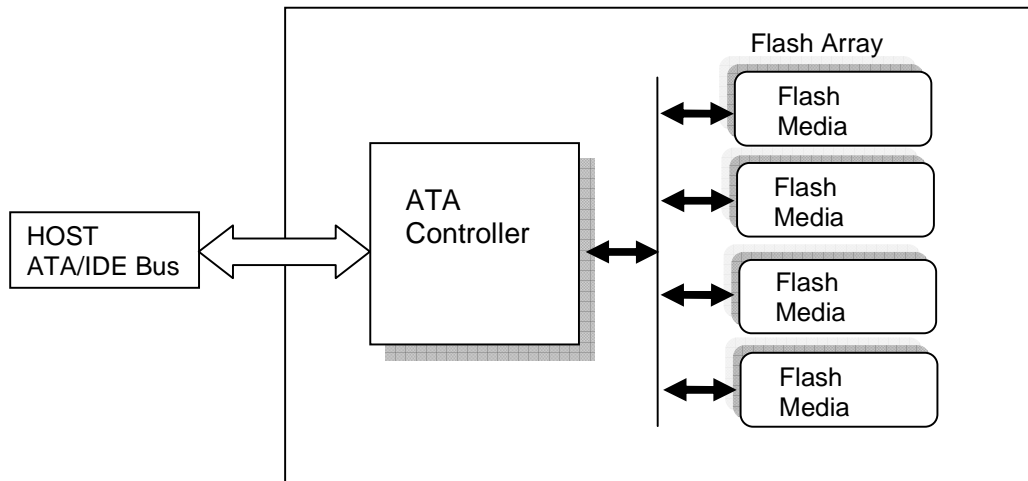 Flash Array
Flash
Media
Flash
Media
ATA
Controller
HOST
ATA/IDE Bus
Flash
Media
Flash
Media